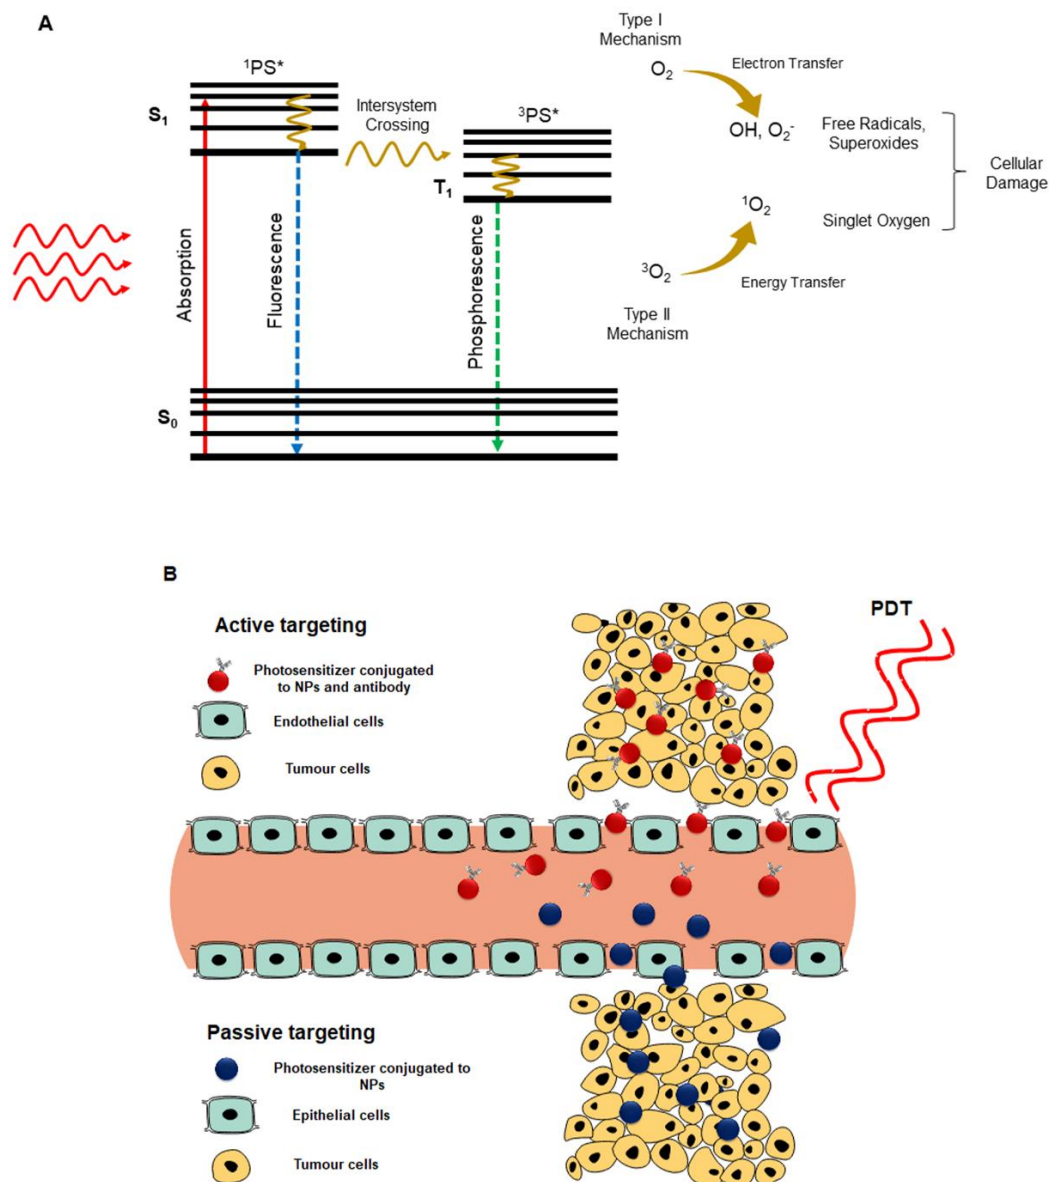 A
¹PS*
S₁
Intersystem
Crossing
³PS*
T₁
Absorption
Fluorescence
Phosphorescence
S₀
Type I
Mechanism
O₂
Electron Transfer
OH, O₂⁻
Free Radicals,
Superoxides
Cellular
Damage
¹O₂
Singlet Oxygen
³O₂
Energy Transfer
Type II
Mechanism
B
Active targeting
Photosensitizer conjugated
to NPs and antibody
Endothelial cells
Tumour cells
PDT
Passive targeting
Photosensitizer conjugated to
NPs
Epithelial cells
Tumour cells